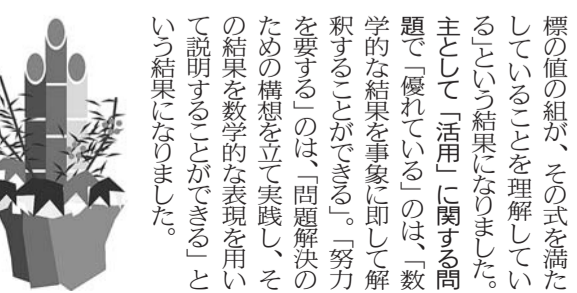 標の値の組が、その式を満た
していることを理解してい
る」という結果になりました。
主として「活用」に関する問
題で「優れている」のは、「数
学的な結果を事象に即して解
釈することができる」。「努力
を要する」のは、「問題解決の
ための構想を立て実践し、そ
の結果を数学的な表現を用い
て説明することができる」と
いう結果になりました。